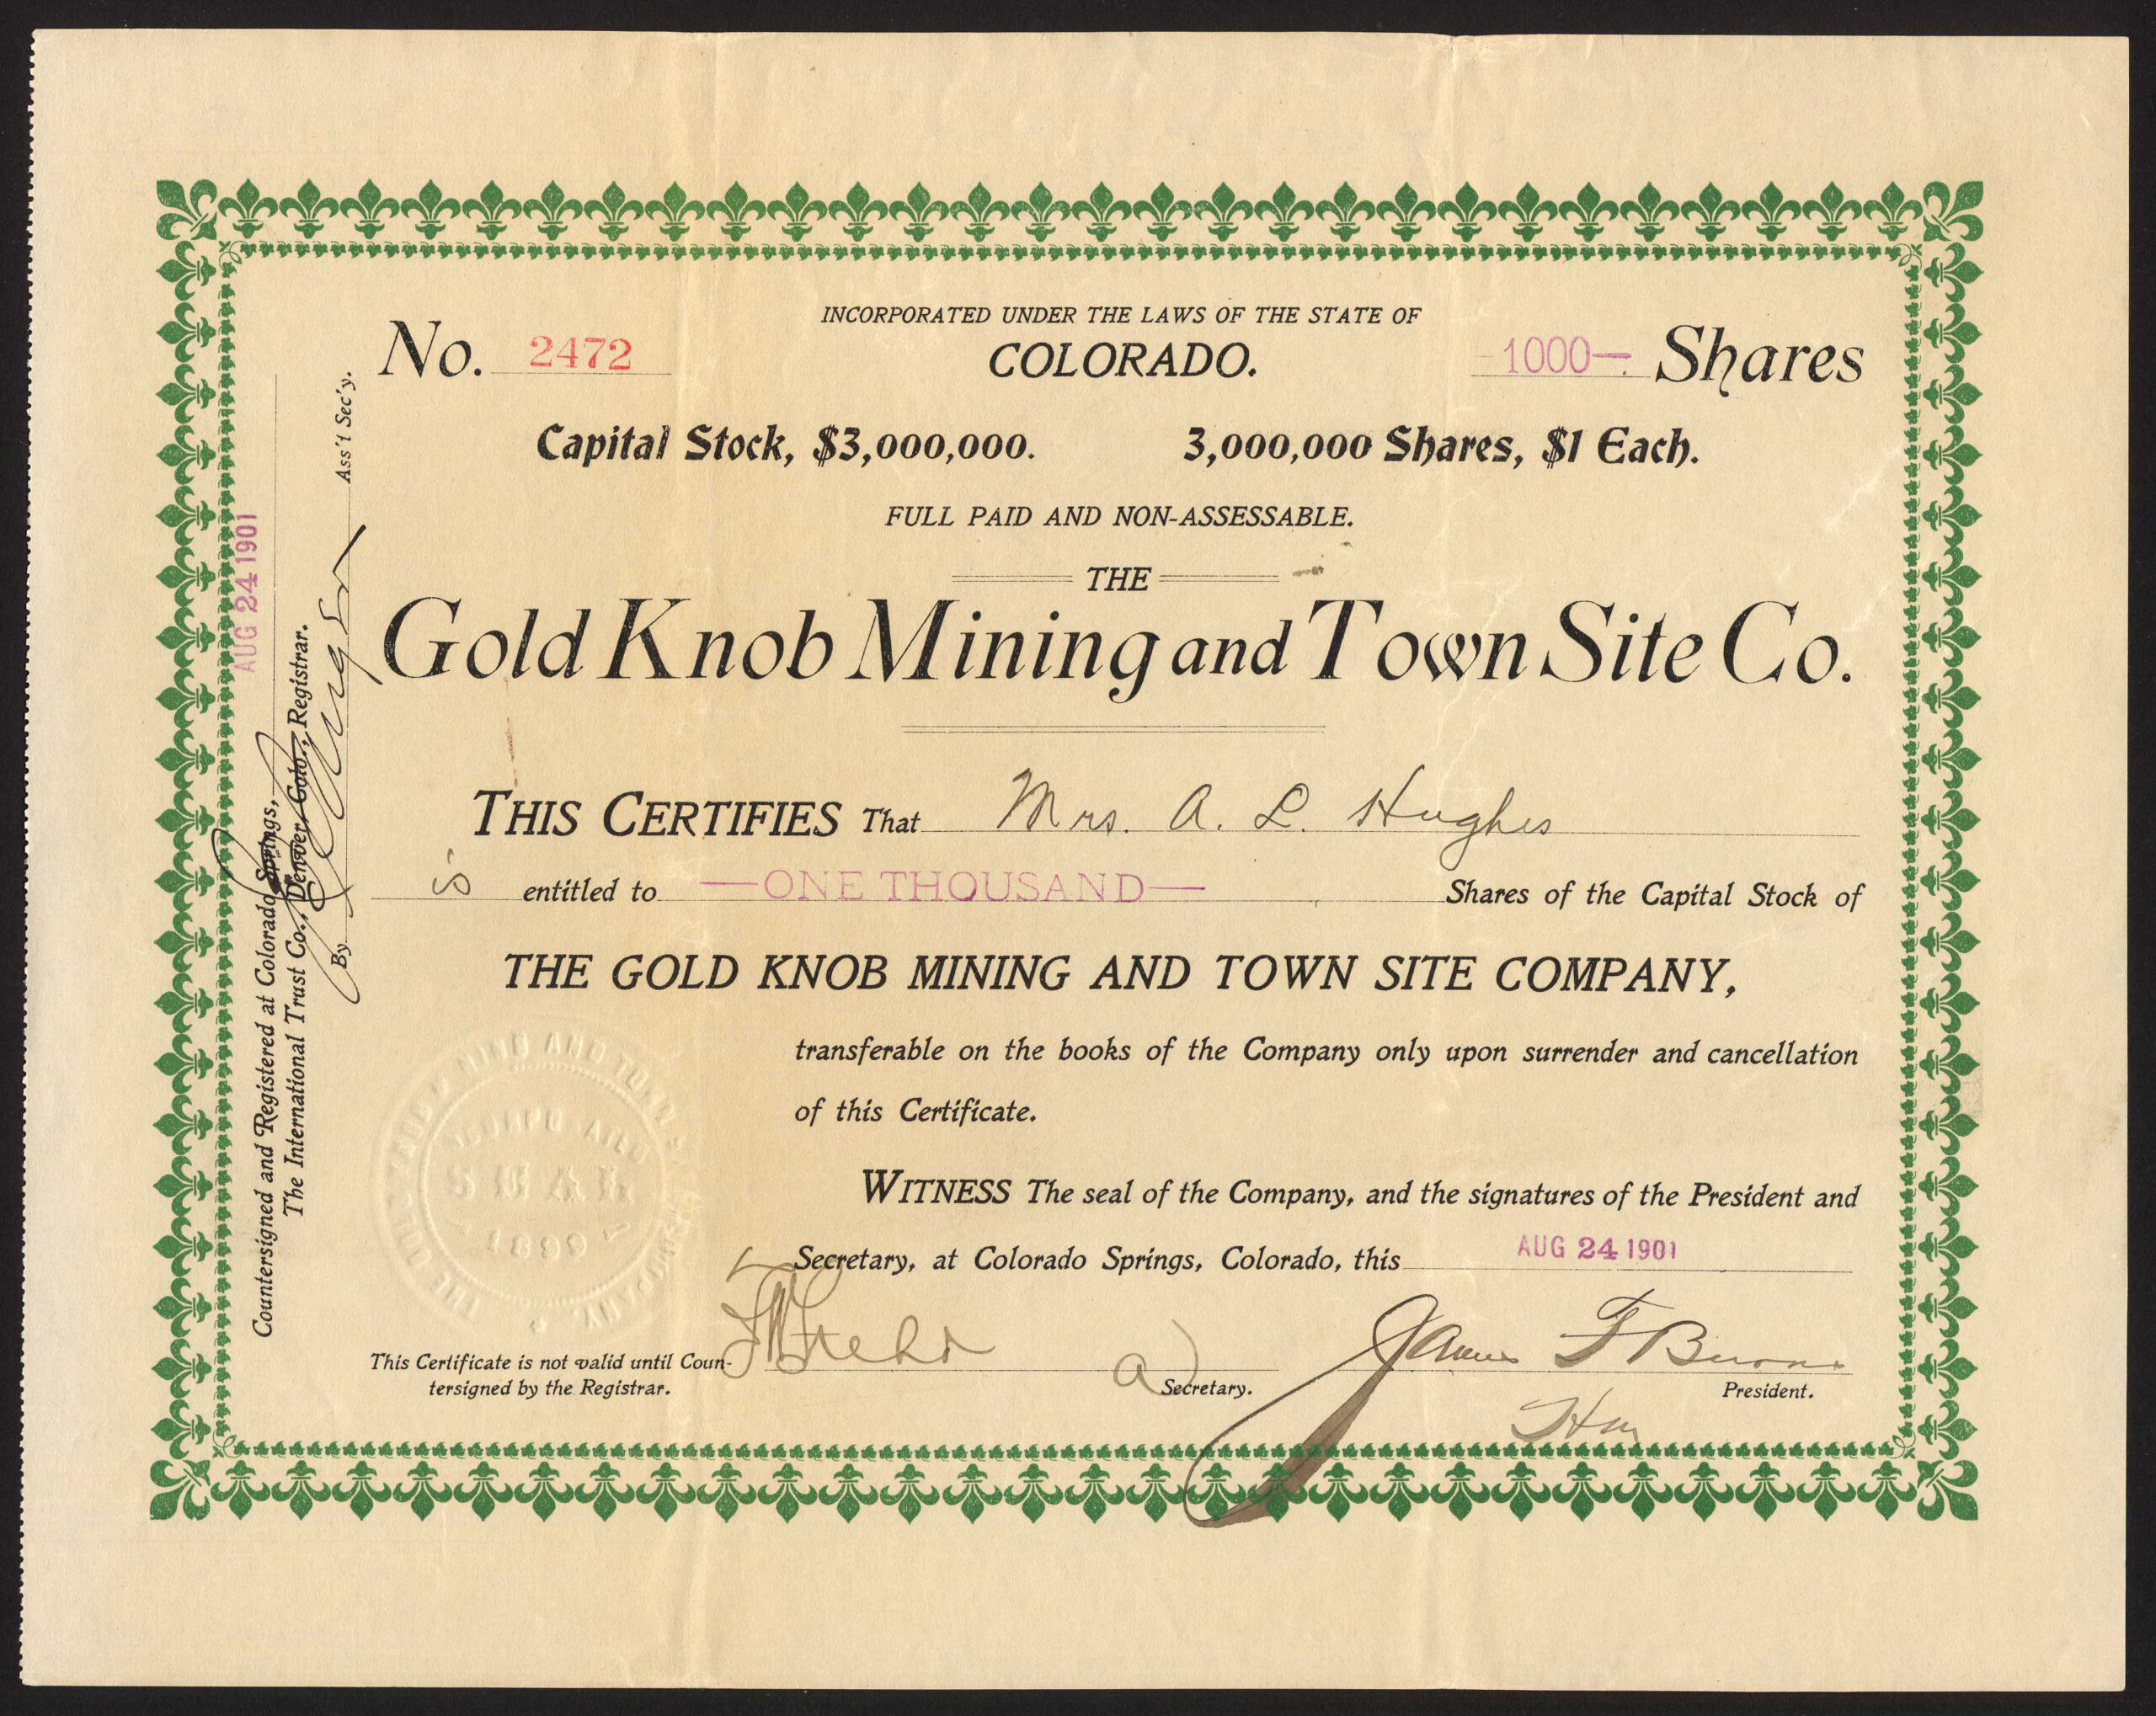 INCORPORATED UNDER THE LAWS OF THE STATE OF
No. 2472
COLORADO.
1000—. Shares
Capital Stock, $3,000,000. 3,000,000 Shares, $1 Each.
FULL PAID AND NON-ASSESSABLE.
THE
Gold Knob Mining and Town Site Co.
THIS CERTIFIES That Mrs. A. L. Hughes
is entitled to —ONE THOUSAND— Shares of the Capital Stock of
THE GOLD KNOB MINING AND TOWN SITE COMPANY,
transferable on the books of the Company only upon surrender and cancellation
of this Certificate.
WITNESS The seal of the Company, and the signatures of the President and
Secretary, at Colorado Springs, Colorado, this AUG 24 1901
James F Burns
Secretary.
President.
This Certificate is not valid until Coun-
tersigned by the Registrar.
SEAL
1899
Countersigned and Registered at Colorado Springs, AUG 24 1901
The International Trust Co., Denver, Colo., Registrar.
By Ass't Sec'y.